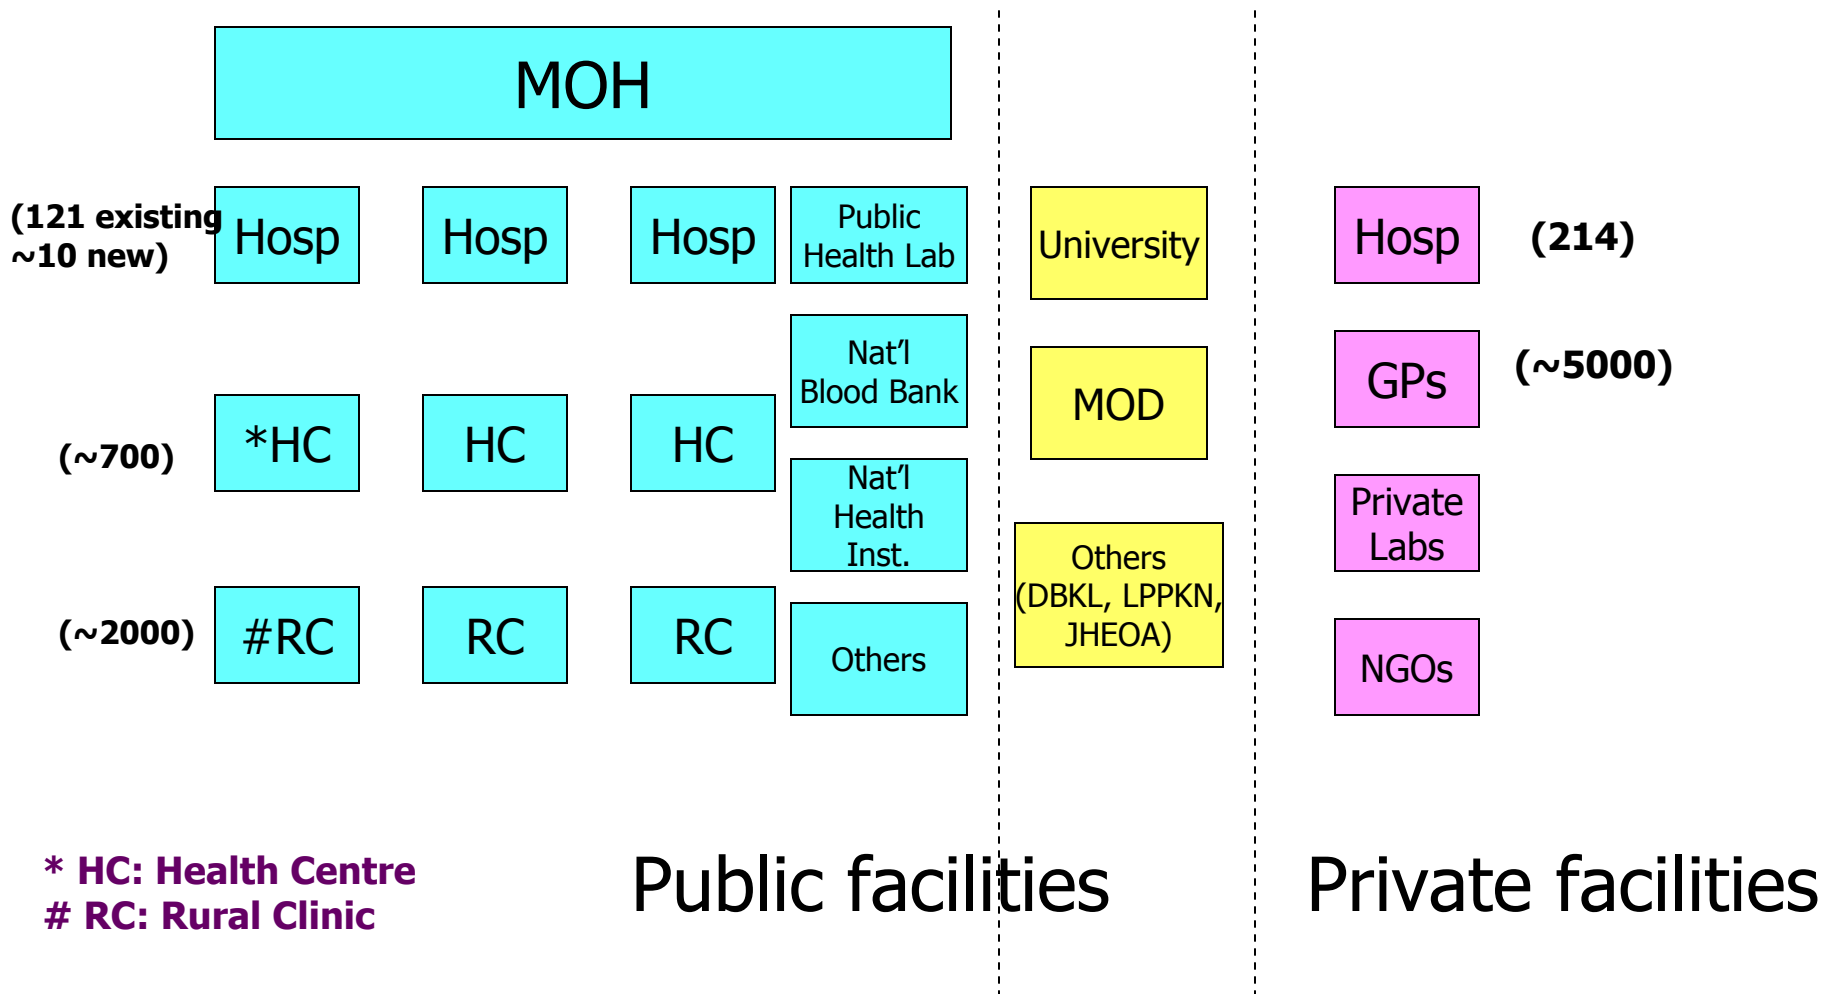 MOH
(121 existing
~10 new)
Hosp
Hosp
Hosp
Public
Health Lab
University
Hosp
(214)
Nat'l
Blood Bank
MOD
GPs
(~5000)
(~700)
*HC
HC
HC
Nat'l
Health
Inst.
Private
Labs
Others
(DBKL, LPPKN,
JHEOA)
(~2000)
#RC
RC
RC
Others
NGOs
* HC: Health Centre
# RC: Rural Clinic
Public facilities
Private facilities